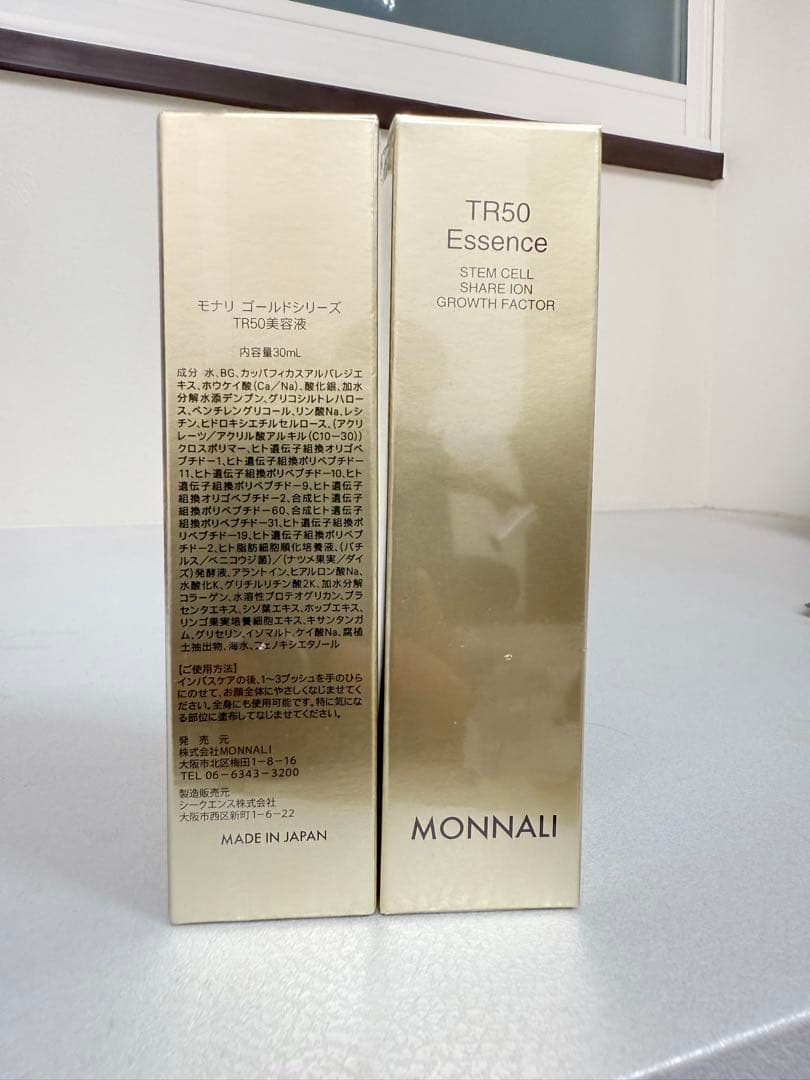 モナリ ゴールドシリーズ
TR50美容液
内容量30mL
成分 水、BG、カッパフィカスアルバレジエ
キス、ホウケイ酸(Ca/Na)、酸化銀、加水
分解水添デンプン、グリコシルトレハロー
ス、ペンチレングリコール、リン酸Na、レシ
チン、ヒドロキシエチルセルロース、(アクリ
レーツ/アクリル酸アルキル(C10-30))
クロスポリマー、ヒト遺伝子組換オリゴペ
プチド-1、ヒト遺伝子組換ポリペプチド-
11、ヒト遺伝子組換ポリペプチド-10、ヒト
遺伝子組換ポリペプチド-9、ヒト遺伝子
組換オリゴペプチド-2、合成ヒト遺伝子
組換ポリペプチド-60、合成ヒト遺伝子
組換ポリペプチド-31、ヒト遺伝子組換ポ
リペプチド-19、ヒト遺伝子組換ポリペプ
チド-2、ヒト脂肪細胞順化培養液、(バチ
ルス/ベニコウジ菌)/(ナツメ果実/ダイ
ズ)発酵液、アラントイン、ヒアルロン酸Na、
水酸化K、グリチルリチン酸2K、加水分解
コラーゲン、水溶性プロテオグリカン、プラ
センタエキス、シソ葉エキス、ホップエキス、
リンゴ果実培養細胞エキス、キサンタンガ
ム、グリセリン、イソマルト、ケイ酸Na、腐植
土抽出物、海水、フェノキシエタノール
【ご使用方法】
インバスケアの後、1～3プッシュを手のひら
にのせて、お顔全体にやさしくなじませてく
ださい。全身にも使用可能です。特に気にな
る部位に塗布してなじませてください。
発 売 元
株式会社MONNALI
大阪市北区梅田1-8-16
TEL 06-6343-3200
製造販売元
シークエンス株式会社
大阪市西区新町1-6-22
MADE IN JAPAN
TR50
Essence
STEM CELL
SHARE ION
GROWTH FACTOR
MONNALI